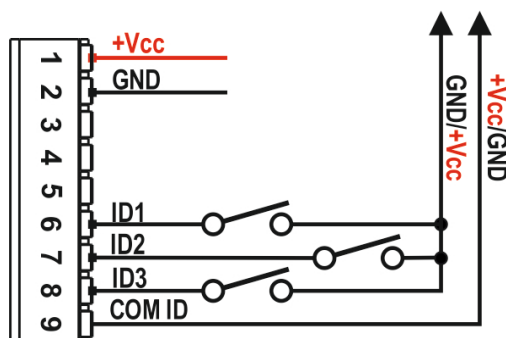 1
+Vcc
2
GND
3
4
5
6
ID1
7
ID2
8
ID3
9
COM ID
GND/+Vcc
+Vcc/GND